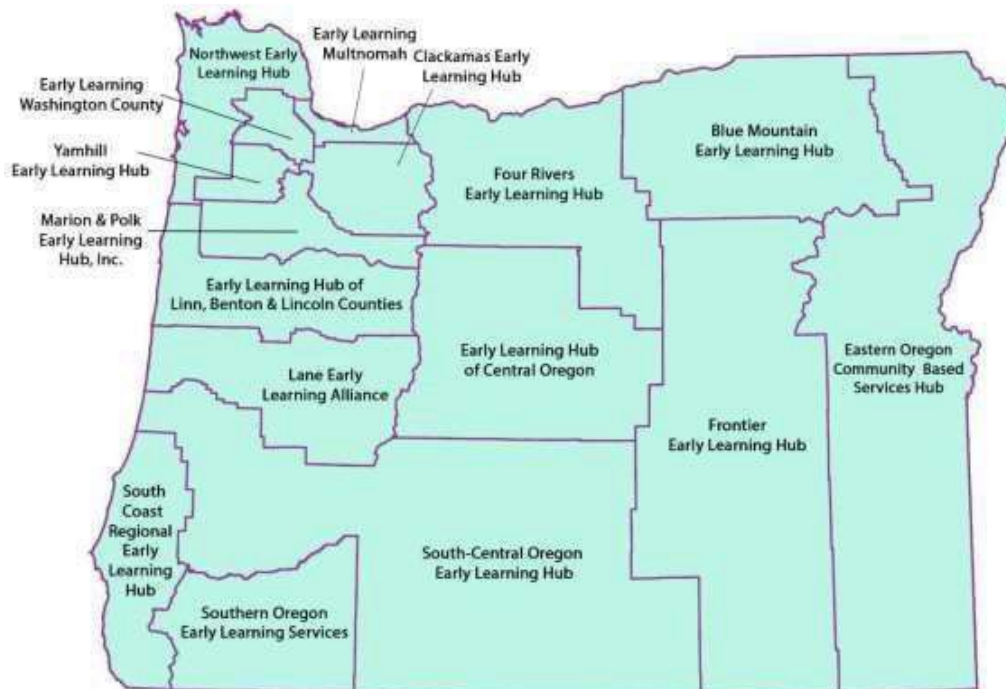 Northwest Early
Learning Hub
Early Learning
Multnomah
Clackamas Early
Learning Hub
Early Learning
Washington County
Yamhill
Early Learning Hub
Marion & Polk
Early Learning
Hub, Inc.
Four Rivers
Early Learning Hub
Blue Mountain
Early Learning Hub
Early Learning Hub of
Linn, Benton & Lincoln Counties
Early Learning Hub
of Central Oregon
Eastern Oregon
Community Based
Services Hub
Lane Early
Learning Alliance
Frontier
Early Learning Hub
South
Coast
Regional
Early
Learning
Hub
South-Central Oregon
Early Learning Hub
Southern Oregon
Early Learning Services